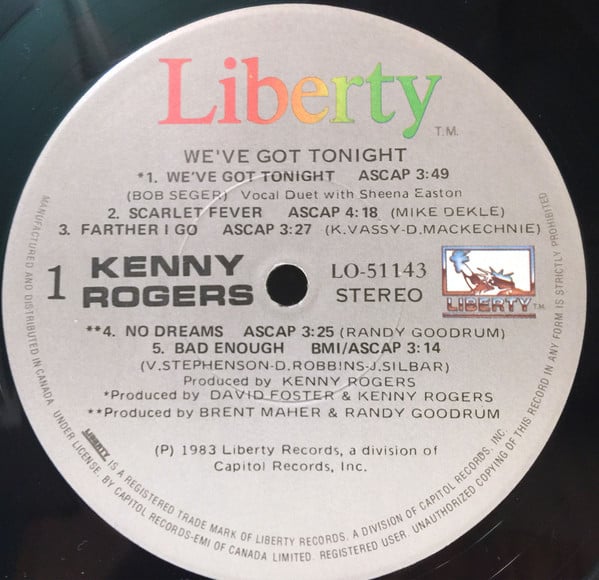 Liberty T.M.
WE'VE GOT TONIGHT
*1. WE'VE GOT TONIGHT ASCAP 3:49
(BOB SEGER) Vocal Duet with Sheena Easton
2. SCARLET FEVER ASCAP 4:18 (MIKE DEKLE)
3. FARTHER I GO ASCAP 3:27 (K.VASSY-D.MACKECHNIE)
1
KENNY
ROGERS
LO-51143
STEREO
LIBERTY T.M.
**4. NO DREAMS ASCAP 3:25 (RANDY GOODRUM)
5. BAD ENOUGH BMI/ASCAP 3:14
(V.STEPHENSON-D.ROBBINS-J.SILBAR)
Produced by KENNY ROGERS
*Produced by DAVID FOSTER & KENNY ROGERS
**Produced by BRENT MAHER & RANDY GOODRUM
(P) 1983 Liberty Records, a division of
Capitol Records, Inc.
MANUFACTURED AND DISTRIBUTED IN CANADA UNDER LICENSE. BY CAPITOL RECORDS-EMI OF CANADA LIMITED. REGISTERED USER. UNAUTHORIZED COPYING OF THIS RECORD IN ANY FORM IS STRICTLY PROHIBITED
LIBERTY IS A REGISTERED TRADE MARK OF LIBERTY RECORDS. A DIVISION OF CAPITOL RECORDS, INC.